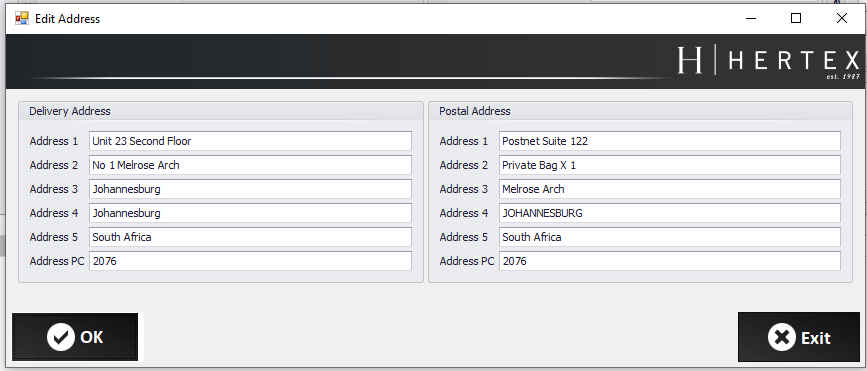 Edit Address
H HERTEX
est. 1987
Delivery Address
Address 1 Unit 23 Second Floor
Address 2 No 1 Melrose Arch
Address 3 Johannesburg
Address 4 Johannesburg
Address 5 South Africa
Address PC 2076
Postal Address
Address 1 Postnet Suite 122
Address 2 Private Bag X 1
Address 3 Melrose Arch
Address 4 JOHANNESBURG
Address 5 South Africa
Address PC 2076
OK
Exit